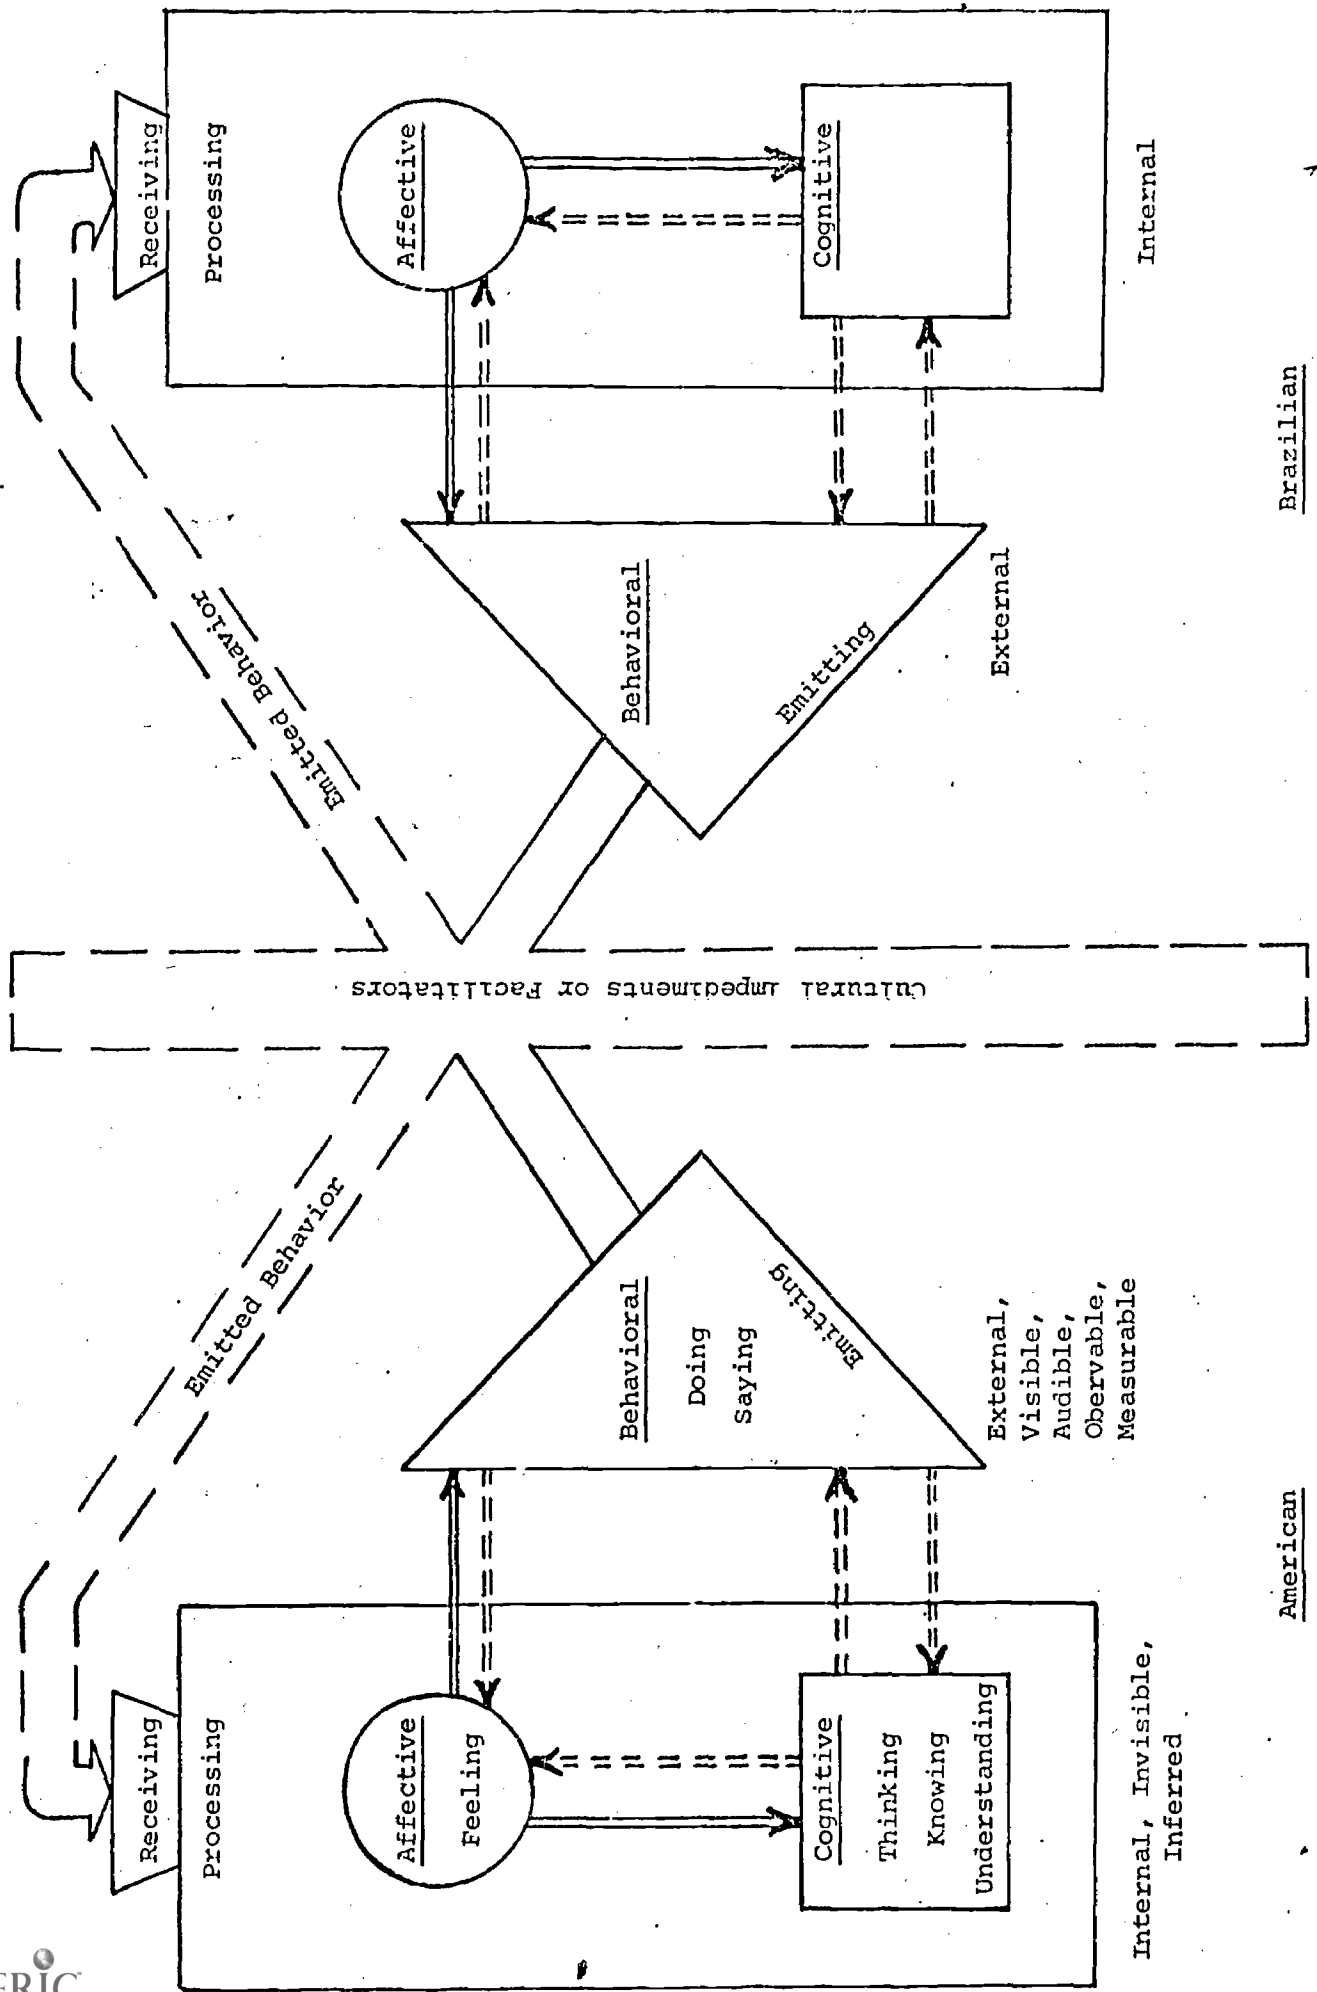 Receiving
Processing
Affective
Feeling
Cognitive
Thinking
Knowing
Understanding
Internal, Invisible,
Inferred
American
Emitted Behavior
Behavioral
Doing
Saying
Emitting
External,
Visible,
Audible,
Obervable,
Measurable
Cultural Impediments or Facilitators
Emitted Behavior
Behavioral
Emitting
External
Brazilian
Receiving
Processing
Affective
Cognitive
Internal
ERIC